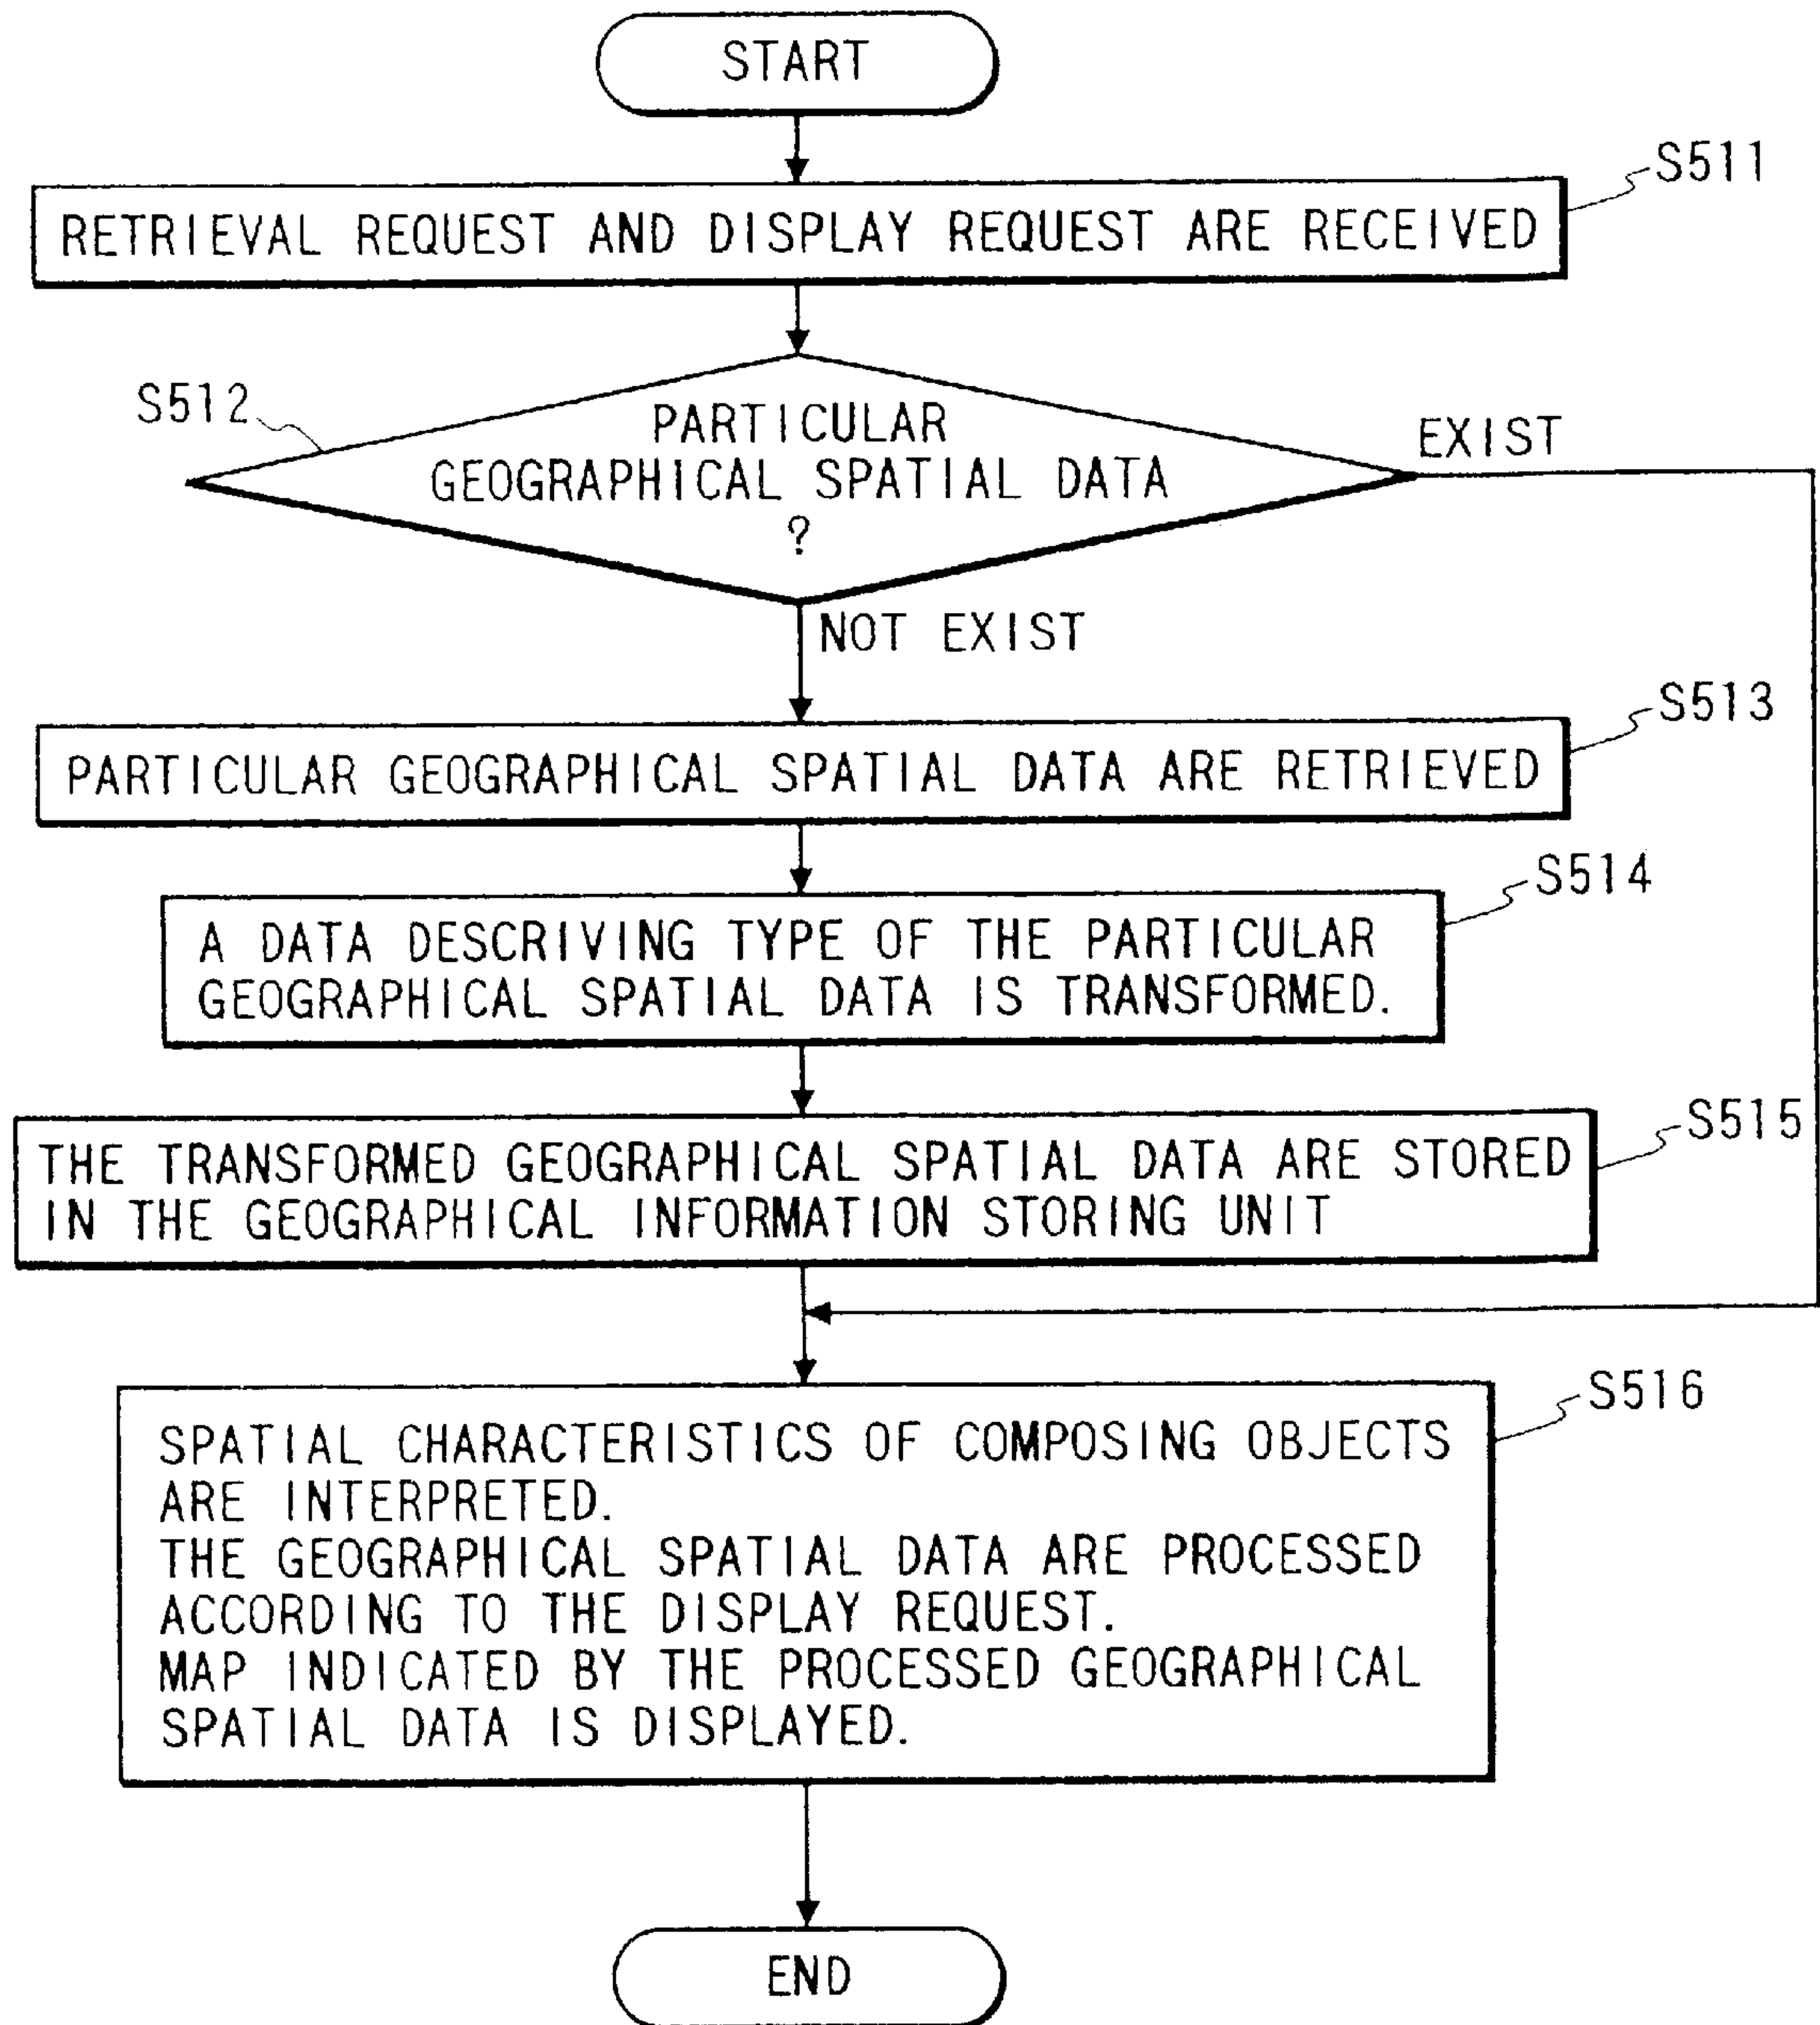 START
S511
RETRIEVAL REQUEST AND DISPLAY REQUEST ARE RECEIVED
S512
PARTICULAR
GEOGRAPHICAL SPATIAL DATA
?
EXIST
NOT EXIST
S513
PARTICULAR GEOGRAPHICAL SPATIAL DATA ARE RETRIEVED
S514
A DATA DESCRIVING TYPE OF THE PARTICULAR
GEOGRAPHICAL SPATIAL DATA IS TRANSFORMED.
S515
THE TRANSFORMED GEOGRAPHICAL SPATIAL DATA ARE STORED
IN THE GEOGRAPHICAL INFORMATION STORING UNIT
S516
SPATIAL CHARACTERISTICS OF COMPOSING OBJECTS
ARE INTERPRETED.
THE GEOGRAPHICAL SPATIAL DATA ARE PROCESSED
ACCORDING TO THE DISPLAY REQUEST.
MAP INDICATED BY THE PROCESSED GEOGRAPHICAL
SPATIAL DATA IS DISPLAYED.
END